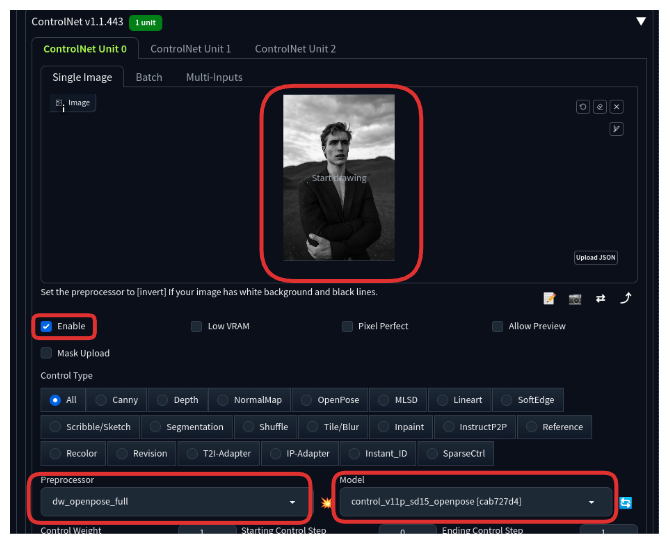 ControlNet v1.1.443 1 unit
ControlNet Unit 0 ControlNet Unit 1 ControlNet Unit 2
Single Image Batch Multi-Inputs
Image
Start drawing
Upload JSON
Set the preprocessor to [invert] If your image has white background and black lines.
Enable Low VRAM Pixel Perfect Allow Preview
Mask Upload
Control Type
All Canny Depth NormalMap OpenPose MLSD Lineart SoftEdge
Scribble/Sketch Segmentation Shuffle Tile/Blur Inpaint InstructP2P Reference
Recolor Revision T2I-Adapter IP-Adapter Instant_ID SparseCtrl
Preprocessor Model
dw_openpose_full control_v11p_sd15_openpose [cab727d4]
Control Weight 1 Starting Control Step 0 Ending Control Step 1